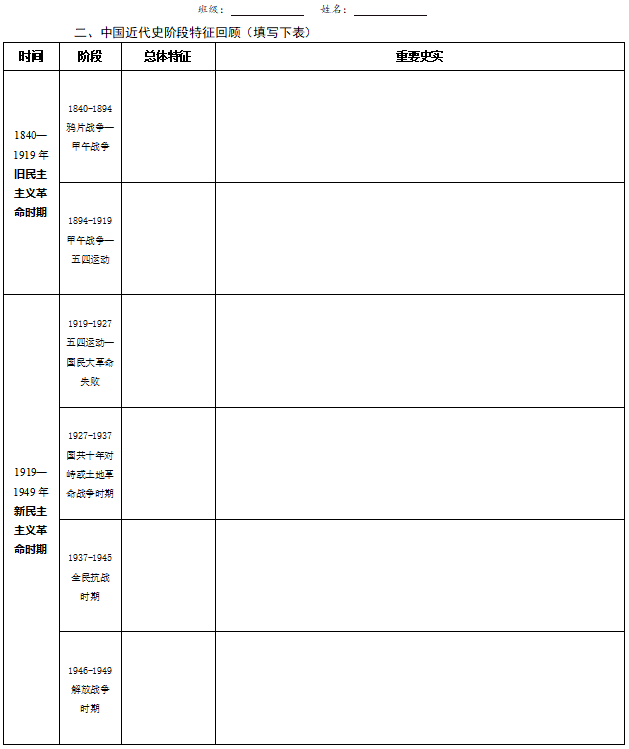 班级： 姓名：
二、中国近代史阶段特征回顾（填写下表）
时间 阶段 总体特征 重要史实
1840—
1919 年
旧民主
主义革
命时期
1840-1894
鸦片战争—
甲午战争
1894-1919
甲午战争—
五四运动
1919—
1949 年
新民主
主义革
命时期
1919-1927
五四运动—
国民大革命
失败
1927-1937
国共十年对
峙或土地革
命战争时期
1937-1945
全民抗战
时期
1946-1949
解放战争
时期